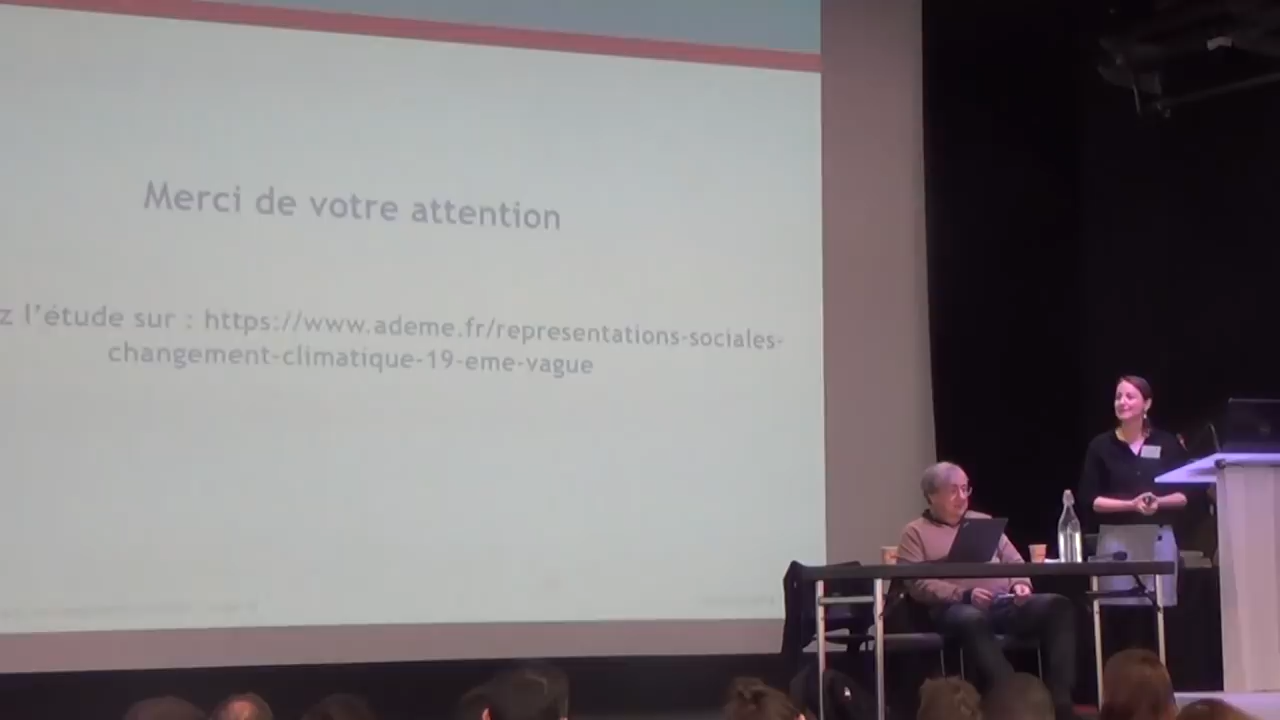 Merci de votre attention
z l'étude sur : https://www.ademe.fr/representations-sociales-
changement-climatique-19-eme-vague